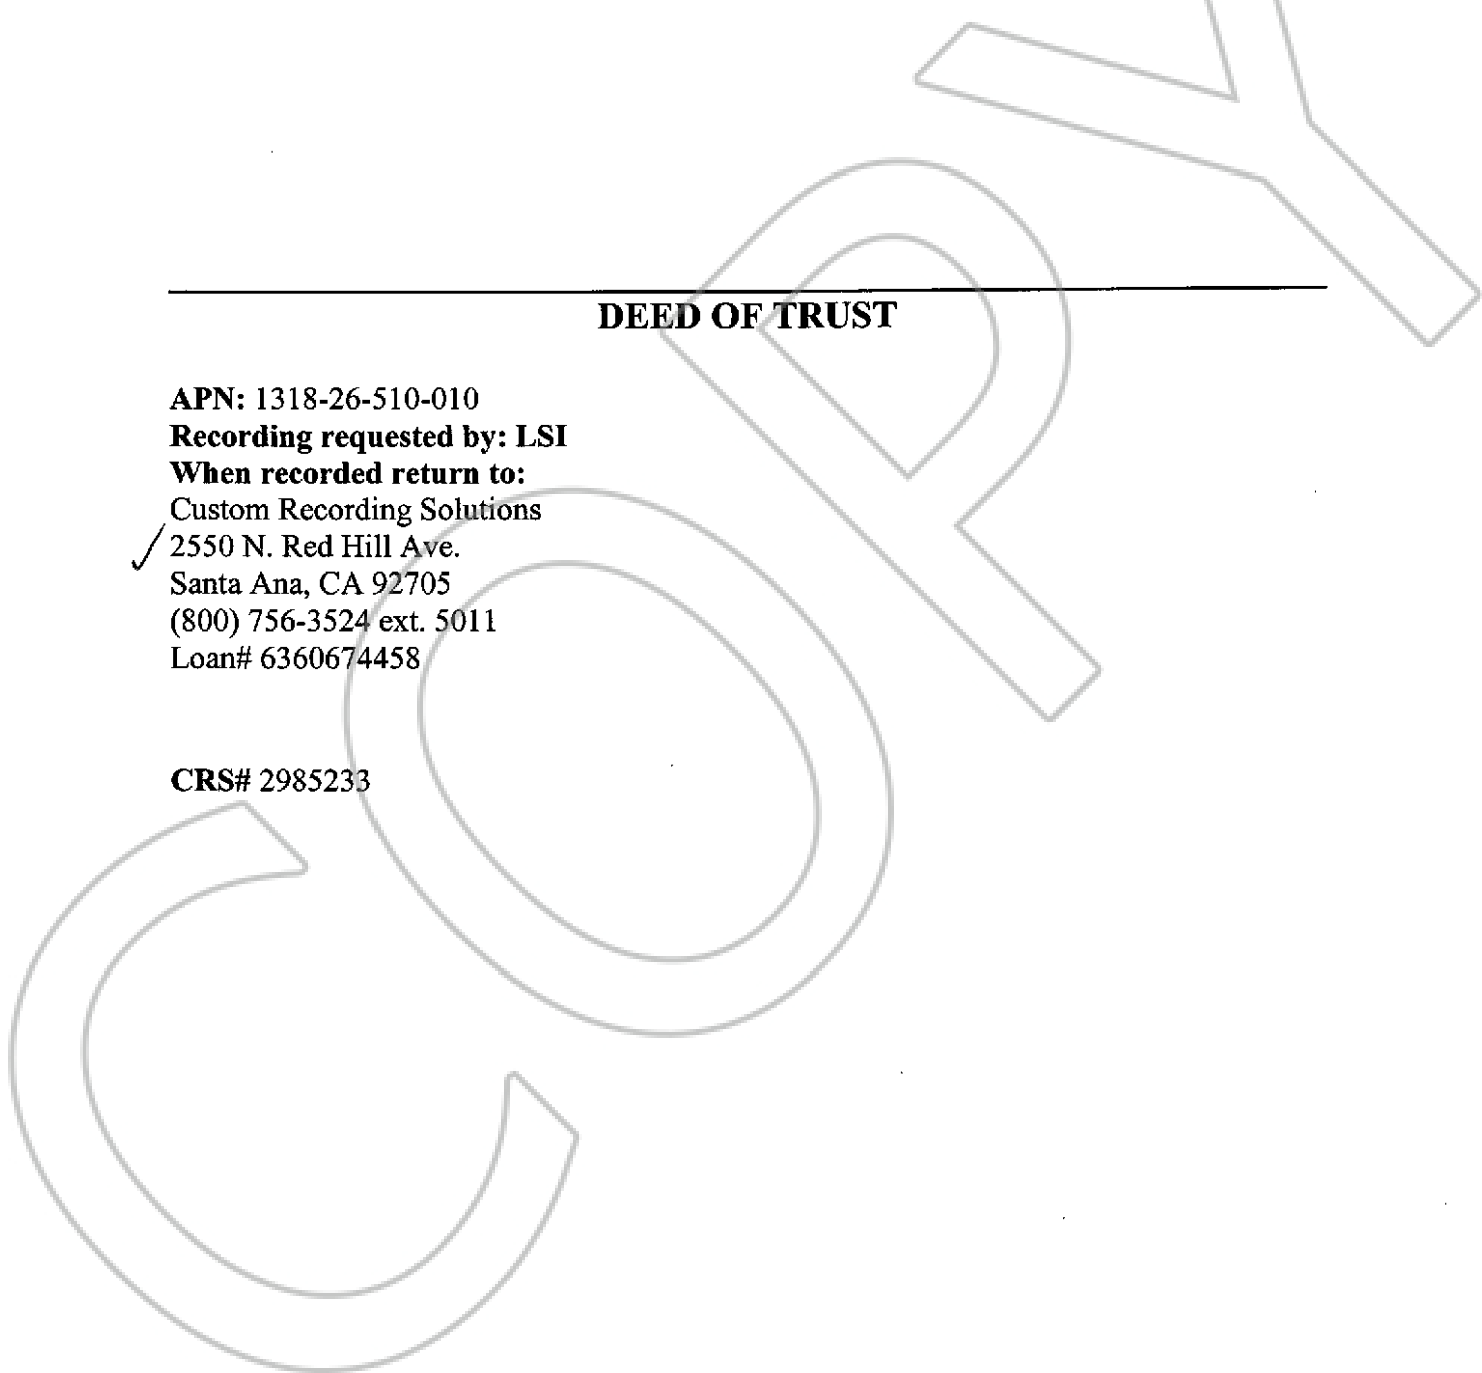 DEED OF TRUST
APN: 1318-26-510-010
Recording requested by: LSI
When recorded return to:
Custom Recording Solutions
2550 N. Red Hill Ave.
Santa Ana, CA 92705
(800) 756-3524 ext. 5011
Loan# 6360674458
CRS# 2985233
COPY